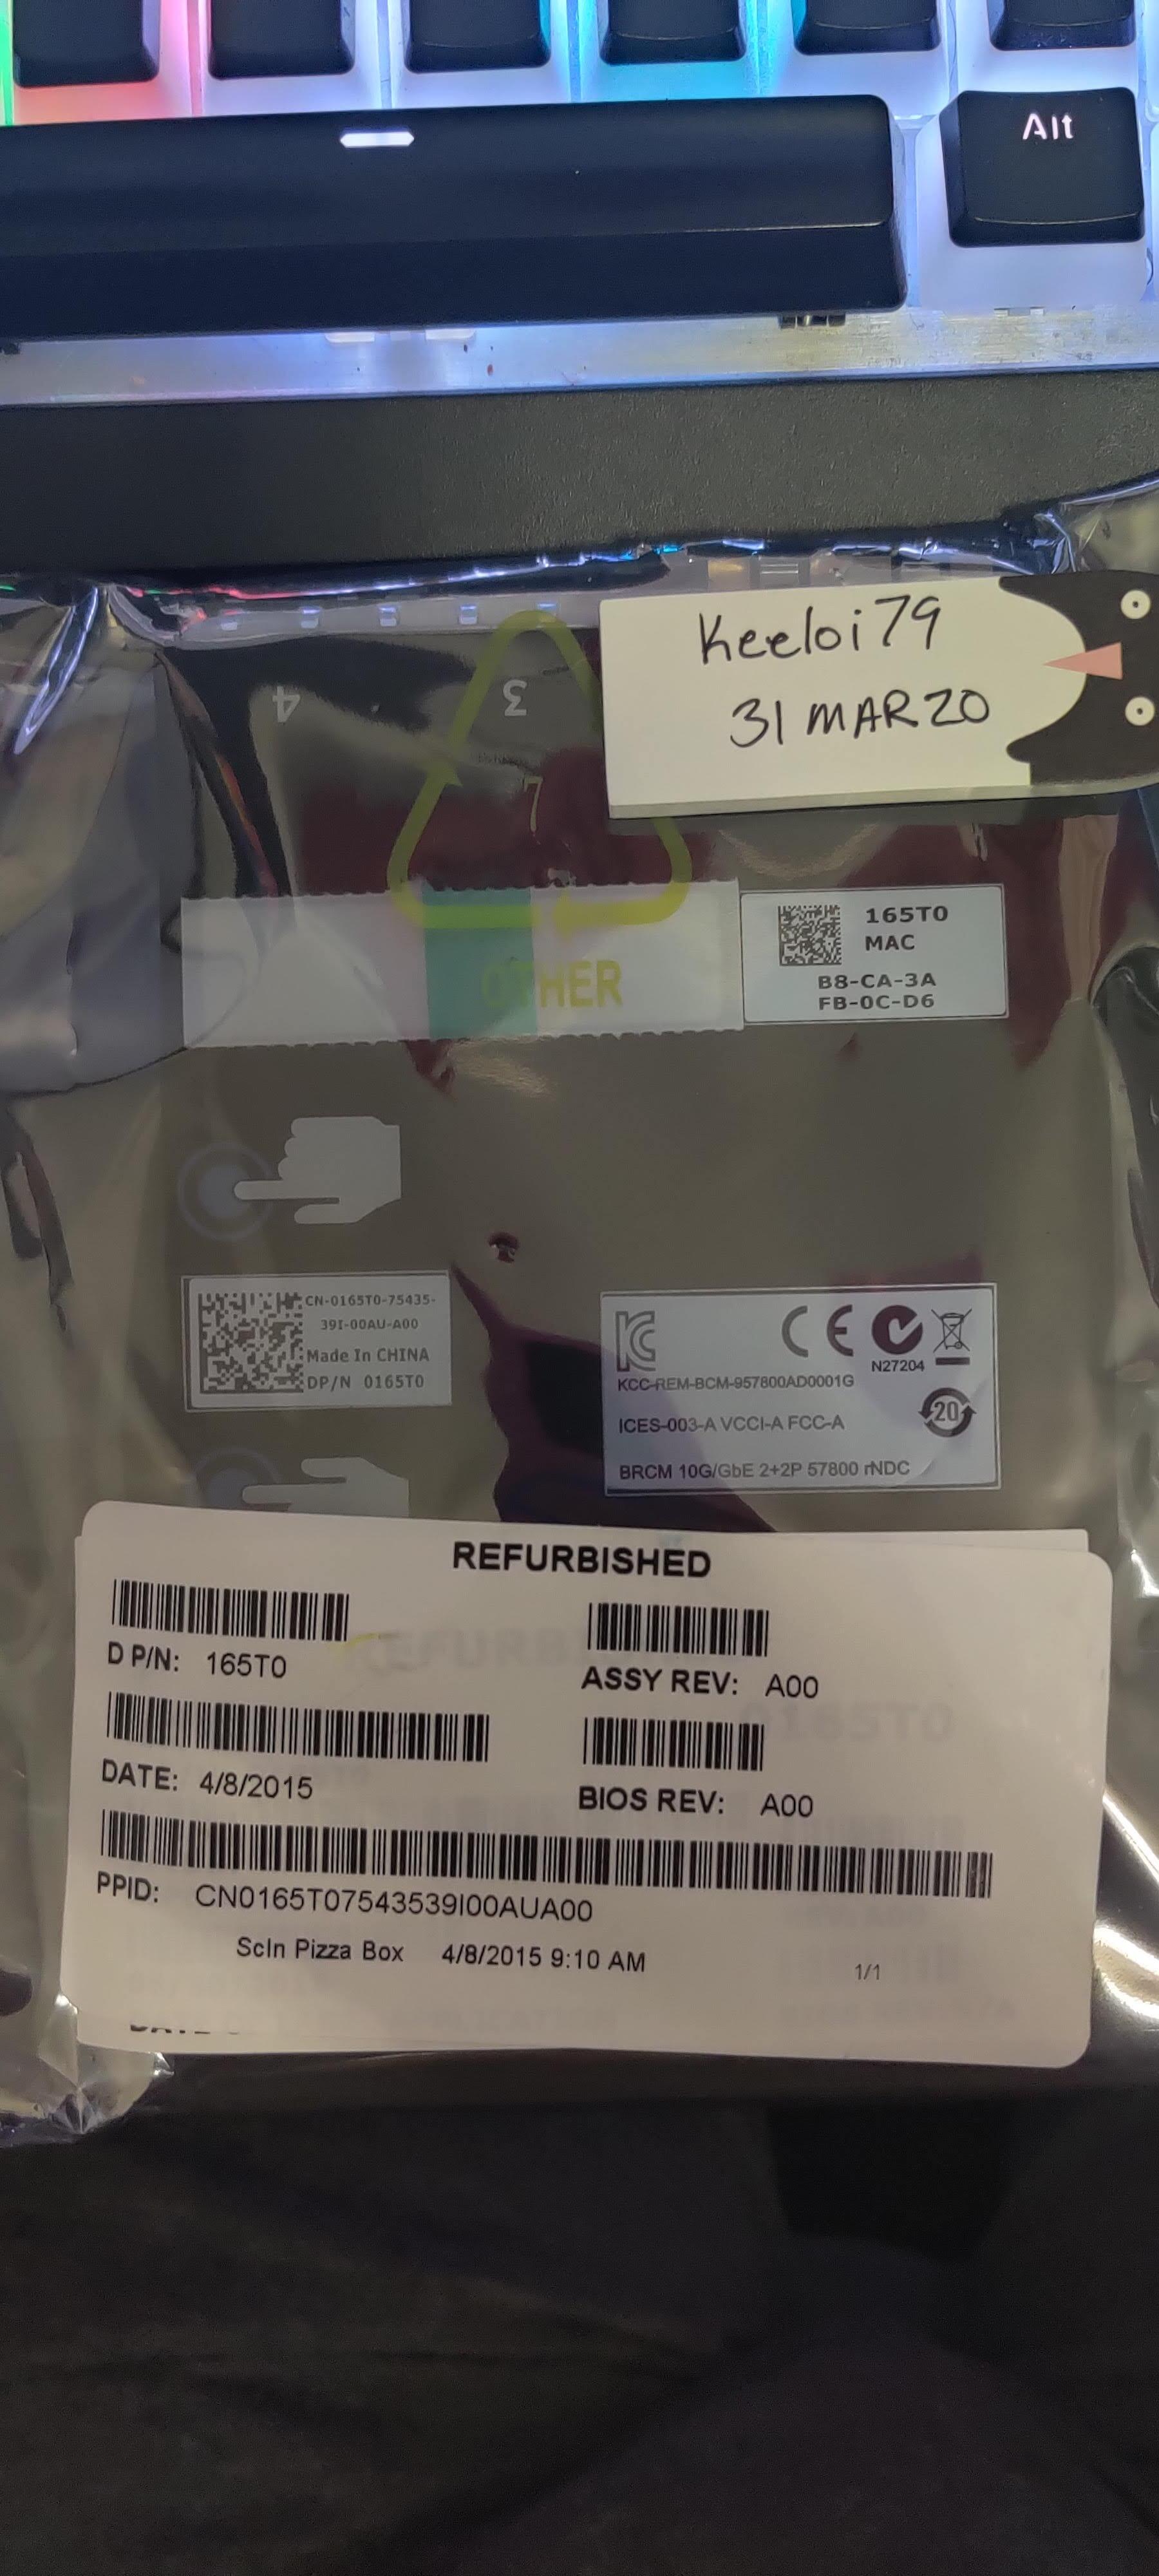 Alt
Keeloi79
31 MAR 20
4
3
7
OTHER
165T0
MAC
B8-CA-3A
FB-0C-D6
CN-0165T0-75435-
39I-00AU-A00
Made In CHINA
DP/N 0165T0
N27204
KCC-REM-BCM-957800AD0001G
ICES-003-A VCCI-A FCC-A
20
BRCM 10G/GbE 2+2P 57800 rNDC
REFURBISHED
D P/N: 165T0
ASSY REV: A00
DATE: 4/8/2015
BIOS REV: A00
PPID: CN0165T07543539I00AUA00
ScIn Pizza Box 4/8/2015 9:10 AM
1/1